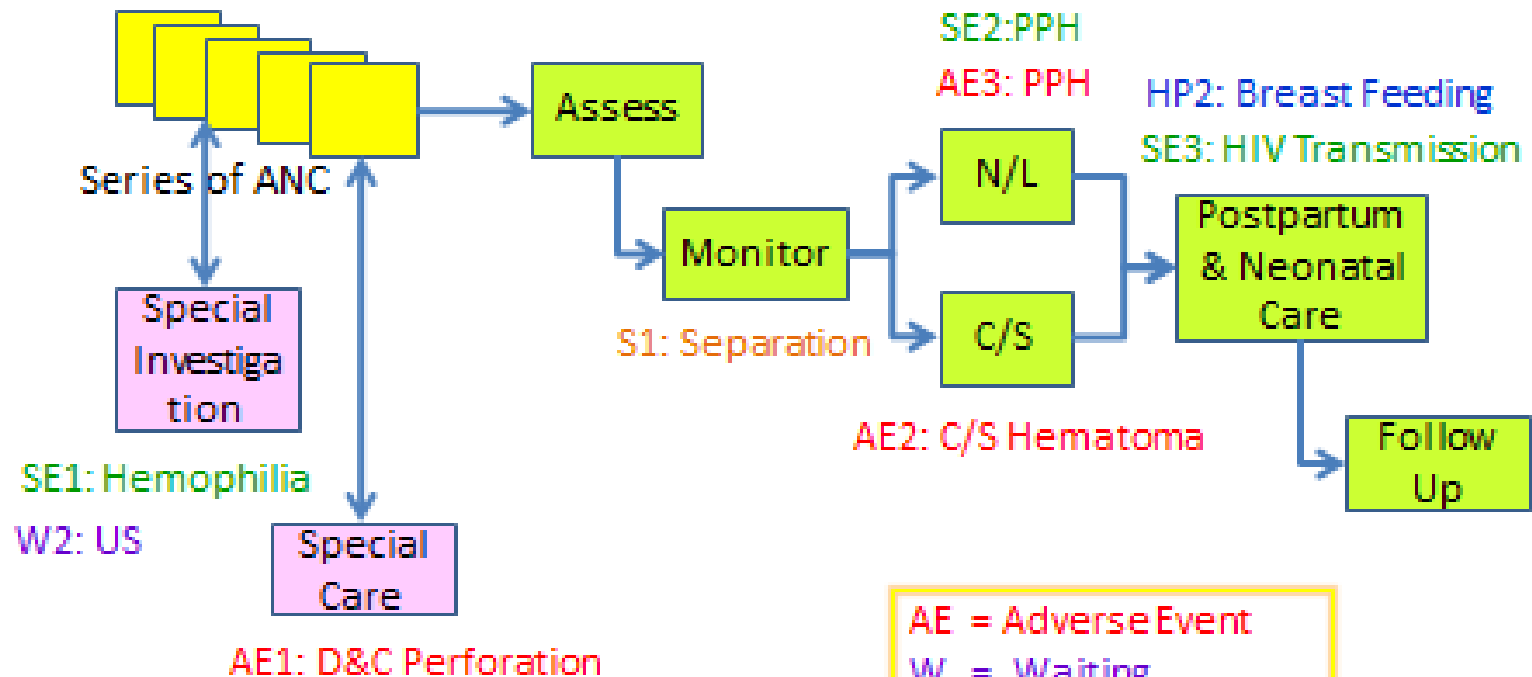 Series of ANC
Assess
Monitor
S1: Separation
SE2:PPH
AE3: PPH
N/L
C/S
AE2: C/S Hematoma
HP2: Breast Feeding
SE3: HIV Transmission
Postpartum
& Neonatal
Care
Follow
Up
Special
Investiga
tion
SE1: Hemophilia
W2: US
Special
Care
AE1: D&C Perforation
AE = Adverse Event
W = Waiting